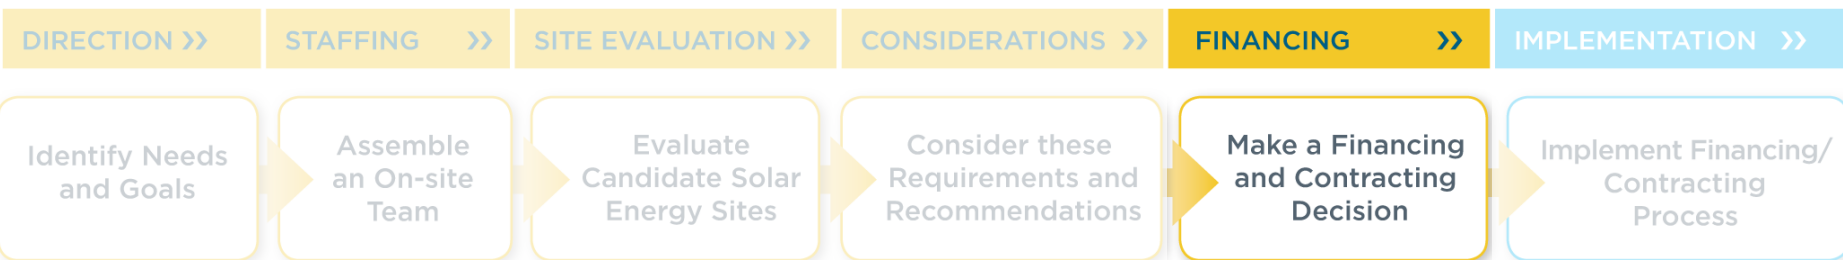 DIRECTION >>
STAFFING >>
SITE EVALUATION >>
CONSIDERATIONS >>
FINANCING >>
IMPLEMENTATION >>
Identify Needs
and Goals
Assemble
an On-site
Team
Evaluate
Candidate Solar
Energy Sites
Consider these
Requirements and
Recommendations
Make a Financing
and Contracting
Decision
Implement Financing/
Contracting
Process